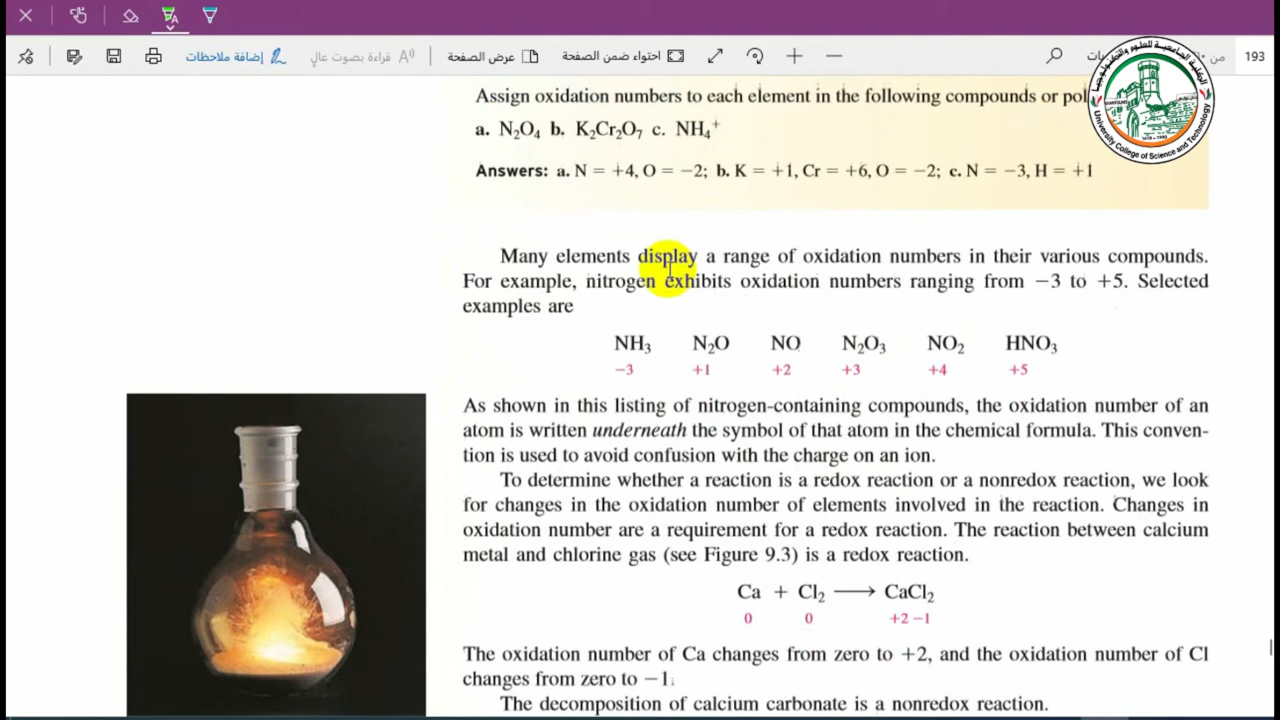 إضافة ملاحظات
قراءة بصوت عالٍ
عرض الصفحة
احتواء ضمن الصفحة
من
193
University College of Science and Technology
Assign oxidation numbers to each element in the following compounds or pol
a. N₂O₄ b. K₂Cr₂O₇ c. NH₄⁺
Answers: a. N = +4, O = −2; b. K = +1, Cr = +6, O = −2; c. N = −3, H = +1
Many elements display a range of oxidation numbers in their various compounds.
For example, nitrogen exhibits oxidation numbers ranging from −3 to +5. Selected
examples are
NH₃ N₂O NO N₂O₃ NO₂ HNO₃
−3 +1 +2 +3 +4 +5
As shown in this listing of nitrogen-containing compounds, the oxidation number of an
atom is written underneath the symbol of that atom in the chemical formula. This conven-
tion is used to avoid confusion with the charge on an ion.
To determine whether a reaction is a redox reaction or a nonredox reaction, we look
for changes in the oxidation number of elements involved in the reaction. Changes in
oxidation number are a requirement for a redox reaction. The reaction between calcium
metal and chlorine gas (see Figure 9.3) is a redox reaction.
Ca + Cl₂ ⟶ CaCl₂
0 0 +2 −1
The oxidation number of Ca changes from zero to +2, and the oxidation number of Cl
changes from zero to −1.
The decomposition of calcium carbonate is a nonredox reaction.